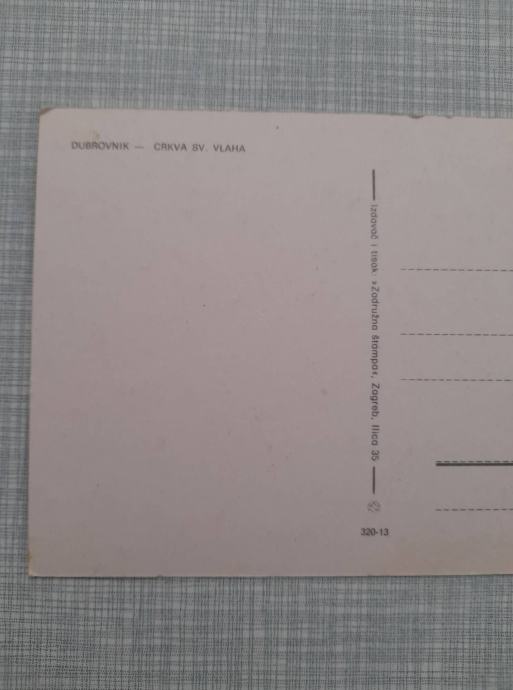 DUBROVNIK — CRKVA SV. VLAHA
Izdavač i tisak: »Zadružna štampa«, Zagreb, Ilica 35
320-13